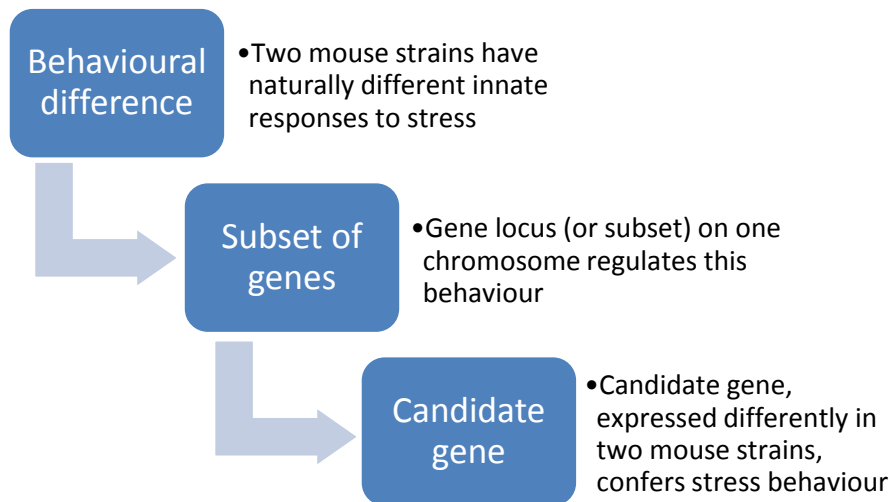 Behavioural
difference
•Two mouse strains have
naturally different innate
responses to stress
Subset of
genes
•Gene locus (or subset) on one
chromosome regulates this
behaviour
Candidate
gene
•Candidate gene,
expressed differently in
two mouse strains,
confers stress behaviour